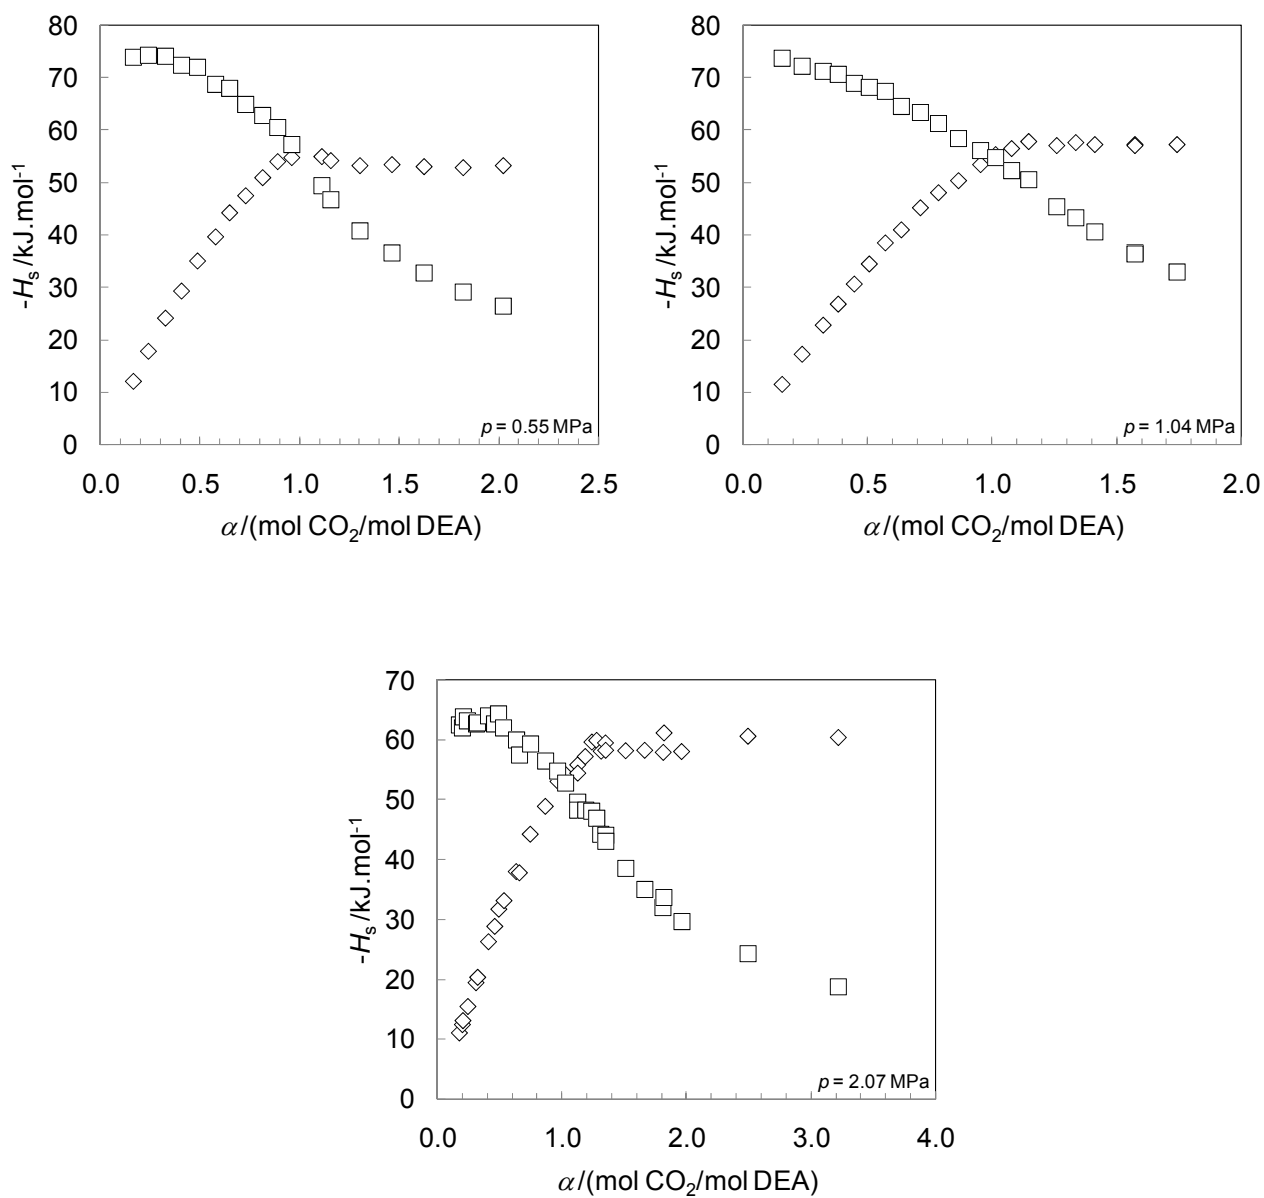 80
70
60
50
40
30
20
10
0
-Hs /kJ.mol-1
p = 0.55 MPa
0.0 0.5 1.0 1.5 2.0 2.5
α/(mol CO2/mol DEA)
80
70
60
50
40
30
20
10
0
-Hs /kJ.mol-1
p = 1.04 MPa
0.0 0.5 1.0 1.5 2.0
α/(mol CO2/mol DEA)
70
60
50
40
30
20
10
0
-Hs /kJ.mol-1
p = 2.07 MPa
0.0 1.0 2.0 3.0 4.0
α/(mol CO2/mol DEA)